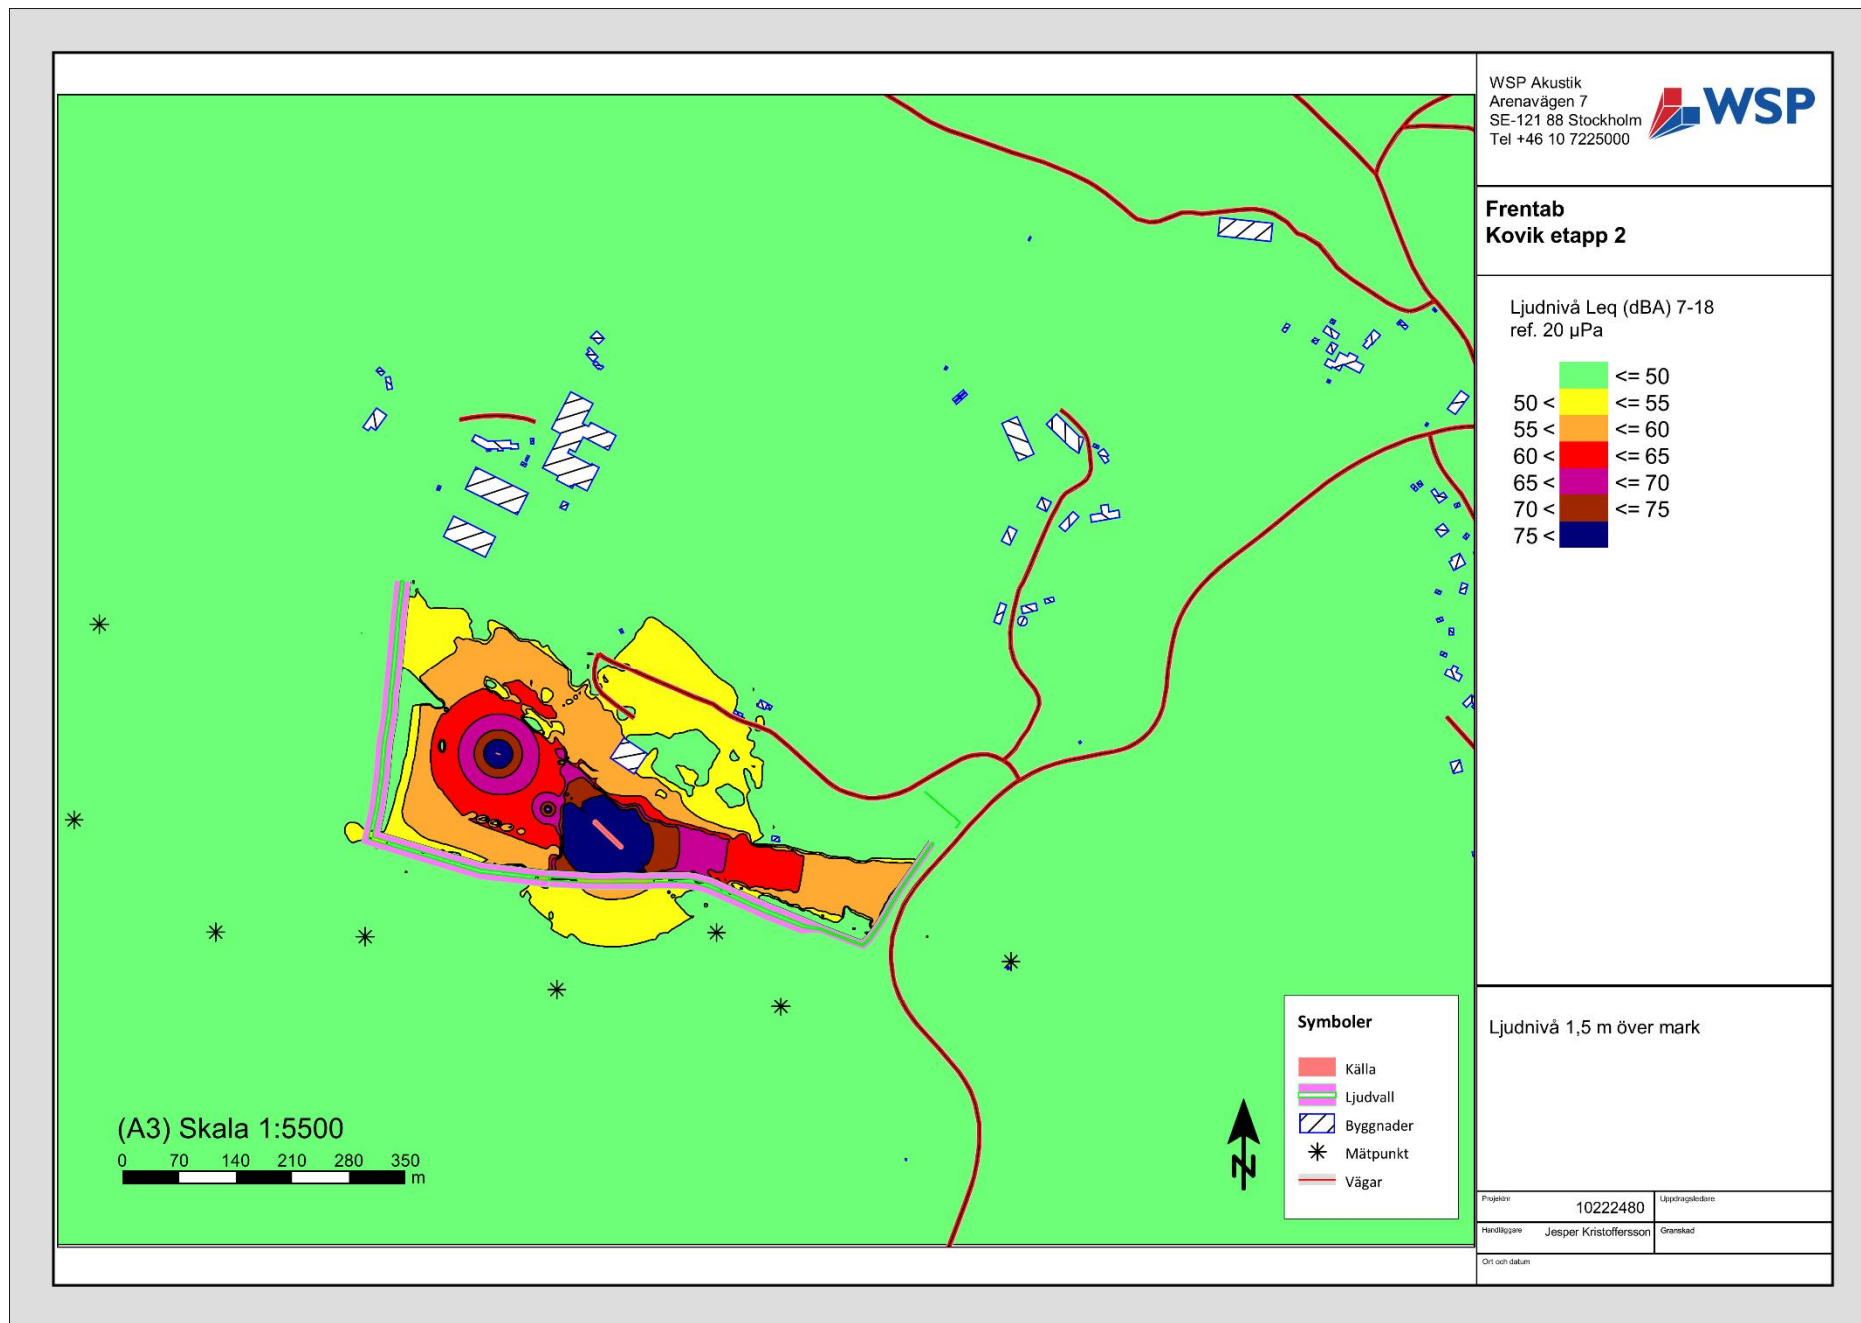 WSP Akustik
Arenavägen 7
SE-121 88 Stockholm
Tel +46 10 7225000
WSP
Frentab
Kovik etapp 2
Ljudnivå Leq (dBA) 7-18
ref. 20 µPa
<= 50
50 < <= 55
55 < <= 60
60 < <= 65
65 < <= 70
70 < <= 75
75 <
Symboler
Källa
Ljudvall
Byggnader
Mätpunkt
Vägar
N
(A3) Skala 1:5500
0 70 140 210 280 350
m
Ljudnivå 1,5 m över mark
Projektnr 10222480 Uppdragsledare
Handläggare Jesper Kristoffersson Granskad
Ort och datum